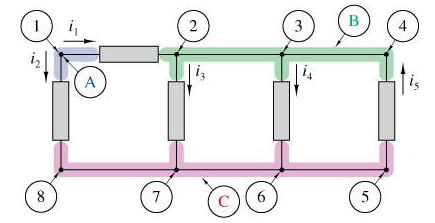 1 i₁ 2 3 B 4
i₂ A i₃ i₄ i₅
8 7 C 6 5